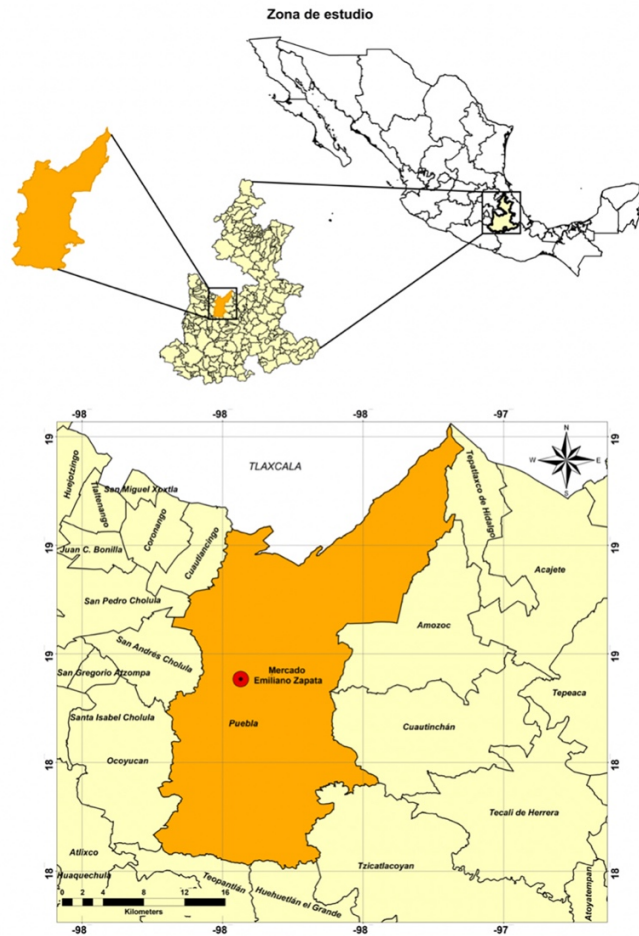 Zona de estudio
-98
-98
-98
-97
19
19
N
W
E
S
TLAXCALA
Huejotzingo
Tlaltenango
San Miguel Xoxtla
Coronango
Cuautlancingo
Tepatlaxco de Hidalgo
19
19
Juan C. Bonilla
Acajete
San Pedro Cholula
Amozoc
San Andrés Cholula
19
19
San Gregorio Atzompa
Mercado
Emiliano Zapata
Tepeaca
Santa Isabel Cholula
Puebla
Cuautinchán
Ocoyucan
18
18
Tecali de Herrera
Atlixco
Tzicatlacoyan
Huaquechula
18
18
Teopantlán
Huehuetlán el Grande
Atoyatempan
0 2 4 8 12 16
Kilometers
-98
-98
-98
-97